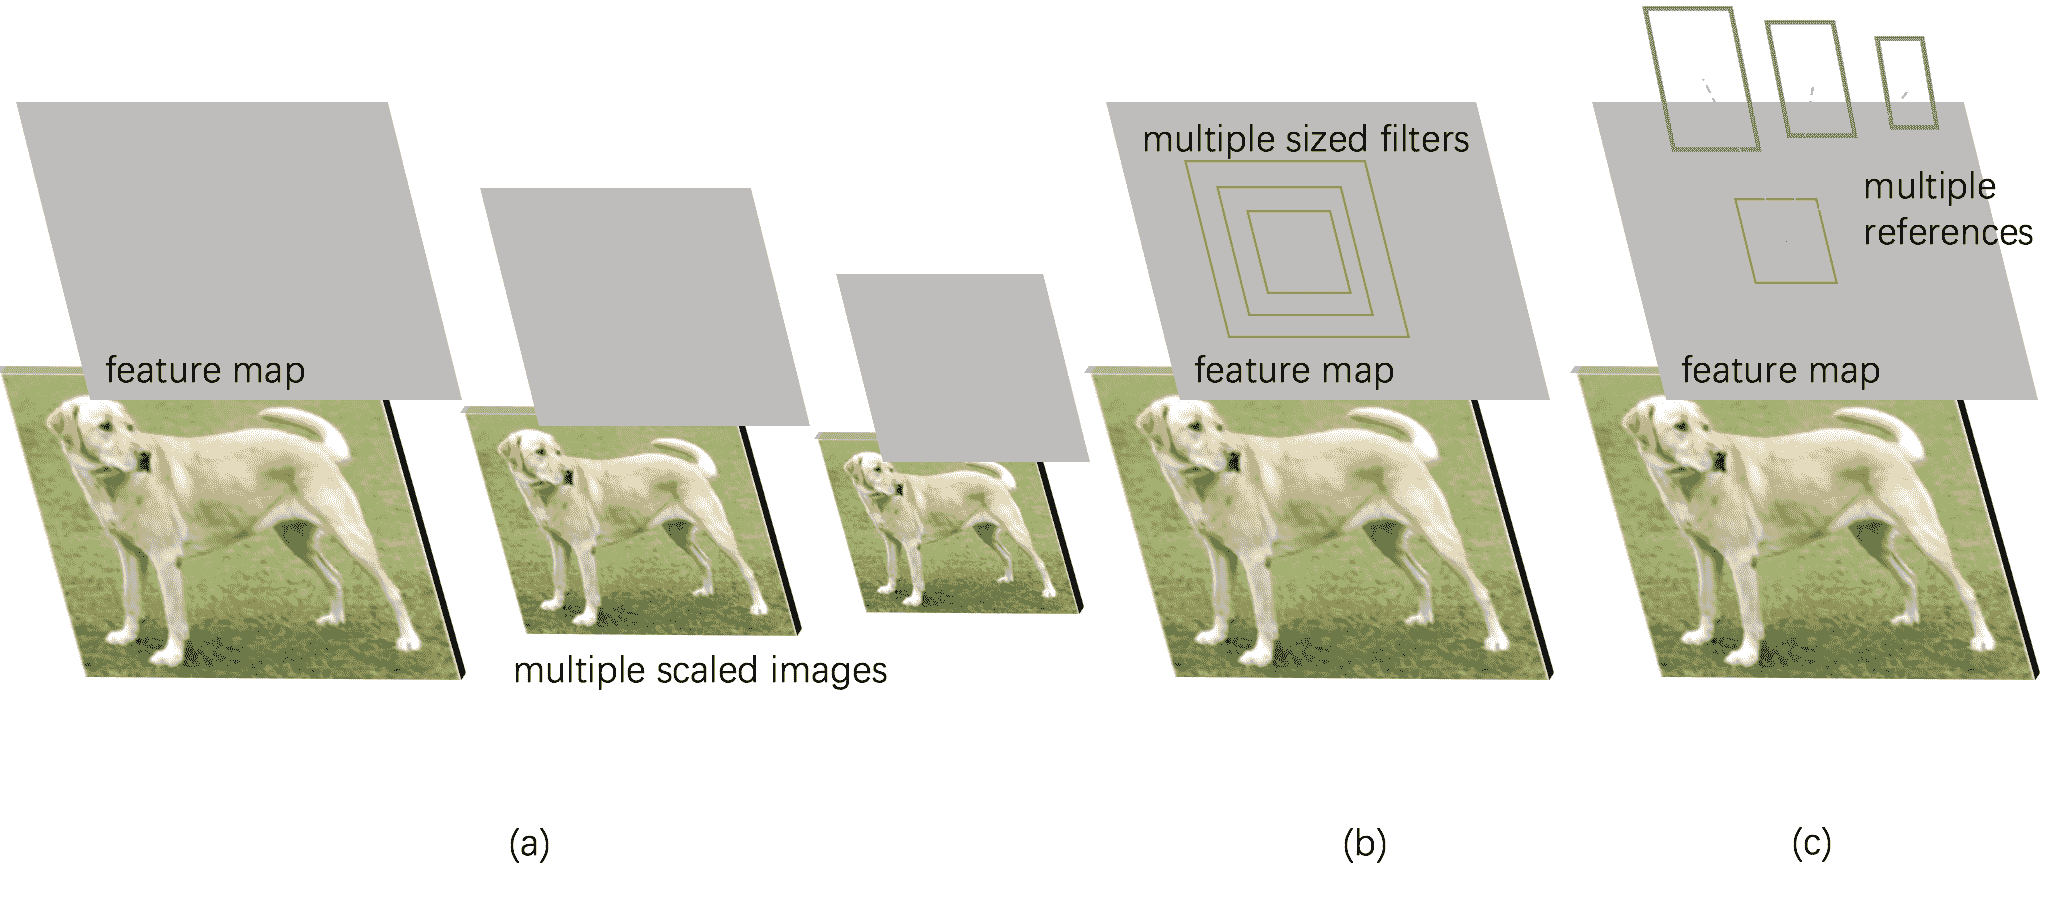 feature map
multiple scaled images
(a)
multiple sized filters
feature map
(b)
multiple
references
feature map
(c)